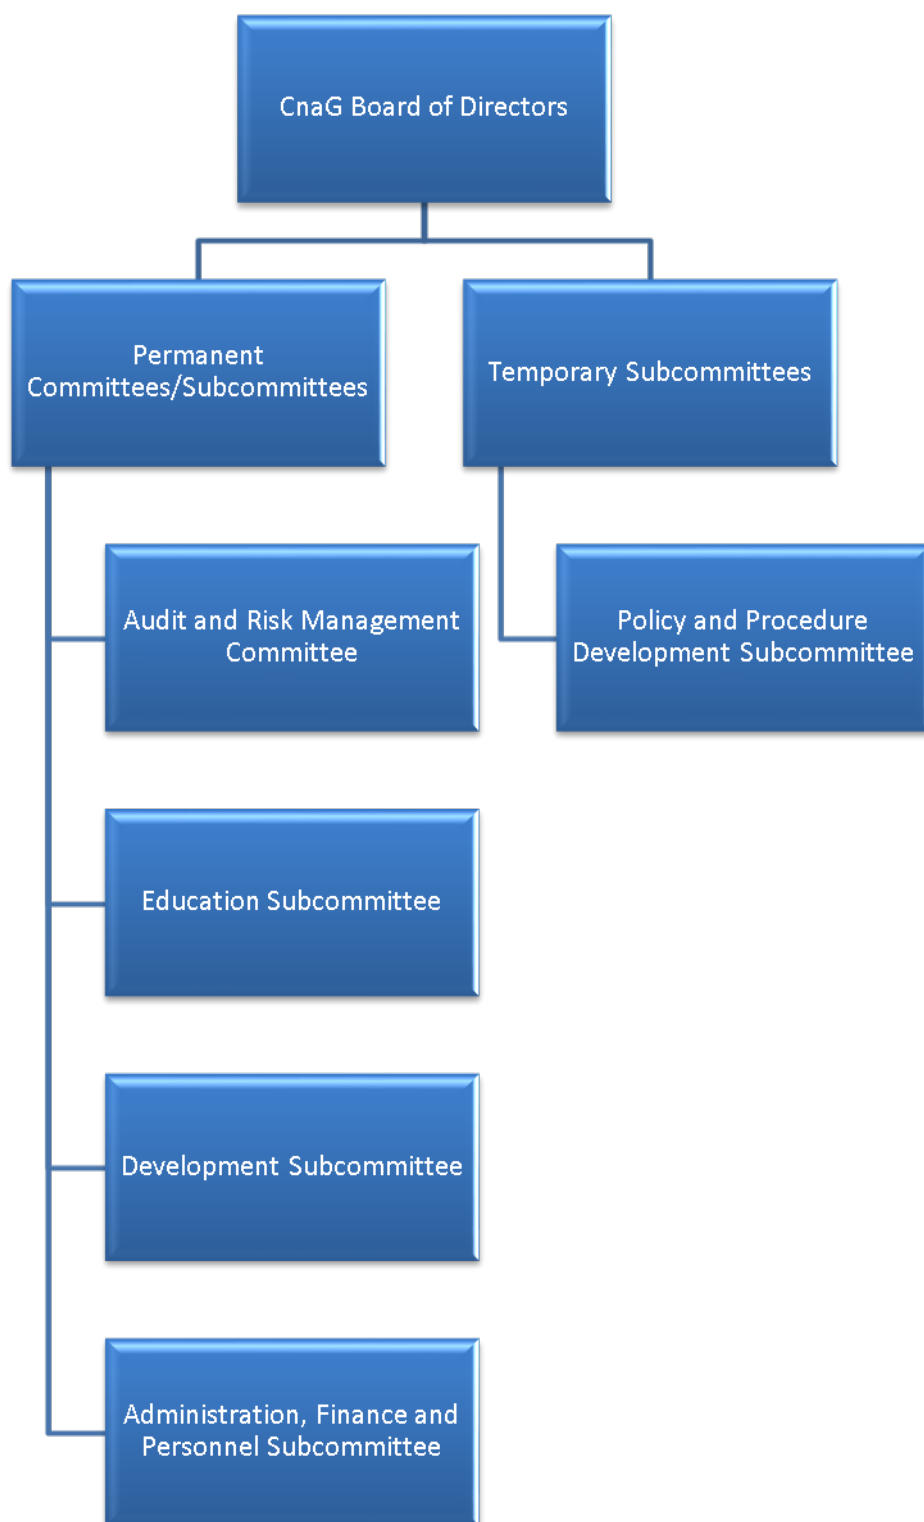 CnaG Board of Directors
Permanent
Committees/Subcommittees
Temporary Subcommittees
Audit and Risk Management
Committee
Policy and Procedure
Development Subcommittee
Education Subcommittee
Development Subcommittee
Administration, Finance and
Personnel Subcommittee